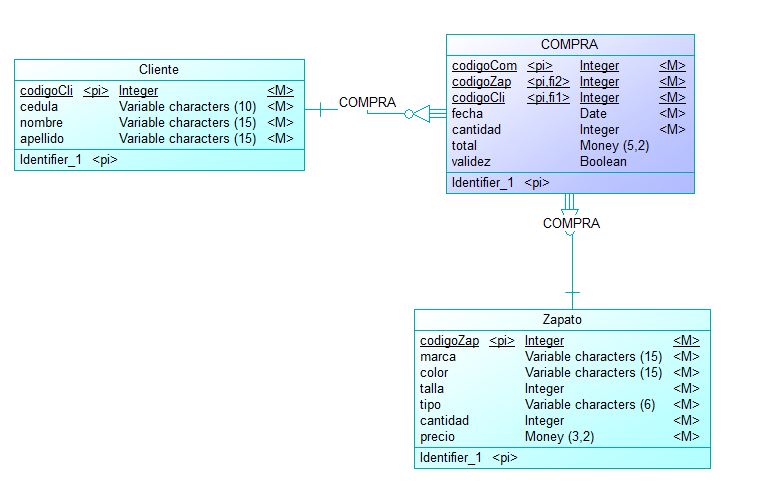 Cliente
codigoCli <pi> Integer <M>
cedula Variable characters (10) <M>
nombre Variable characters (15) <M>
apellido Variable characters (15) <M>
Identifier_1 <pi>
COMPRA
COMPRA
codigoCom <pi> Integer <M>
codigoZap <pi,fi2> Integer <M>
codigoCli <pi,fi1> Integer <M>
fecha Date <M>
cantidad Integer <M>
total Money (5,2)
validez Boolean
Identifier_1 <pi>
COMPRA
Zapato
codigoZap <pi> Integer <M>
marca Variable characters (15) <M>
color Variable characters (15) <M>
talla Integer <M>
tipo Variable characters (6) <M>
cantidad Integer <M>
precio Money (3,2) <M>
Identifier_1 <pi>